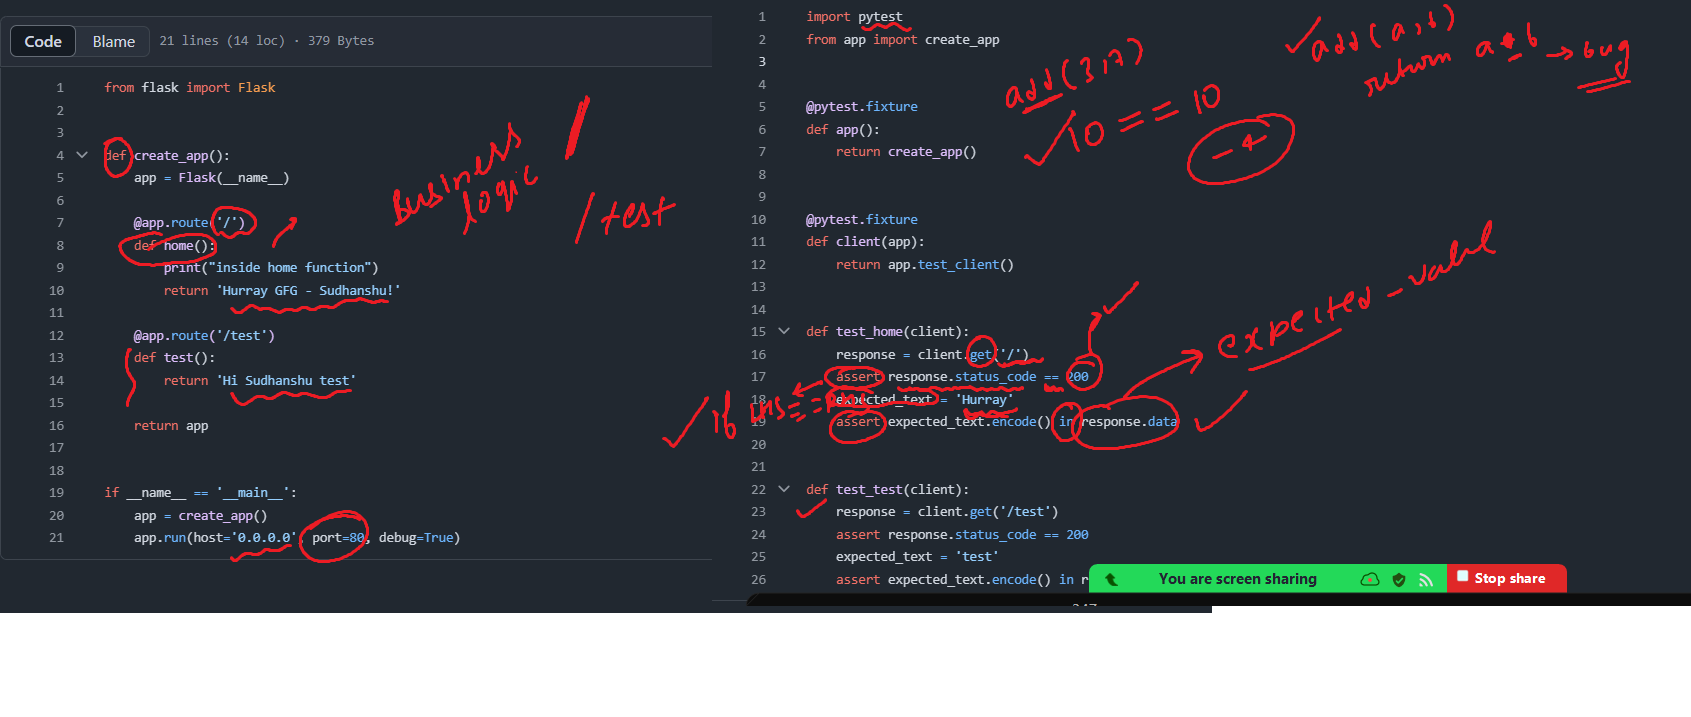 Code Blame 21 lines (14 loc) · 379 Bytes
1 from flask import Flask
2
3
4 def create_app():
5 app = Flask(__name__)
6
7 @app.route('/')
8 def home():
9 print("inside home function")
10 return 'Hurray GFG - Sudhanshu!'
11
12 @app.route('/test')
13 def test():
14 return 'Hi Sudhanshu test'
15
16 return app
17
18
19 if __name__ == '__main__':
20 app = create_app()
21 app.run(host='0.0.0.0', port=80, debug=True)
Business
logic
/
/test
1 import pytest
2 from app import create_app
3
4
5 @pytest.fixture
6 def app():
7 return create_app()
8
9
10 @pytest.fixture
11 def client(app):
12 return app.test_client()
13
14
15 def test_home(client):
16 response = client.get('/')
17 assert response.status_code == 200
18 expected_text = 'Hurray'
19 assert expected_text.encode() in response.data
20
21
22 def test_test(client):
23 response = client.get('/test')
24 assert response.status_code == 200
25 expected_text = 'test'
26 assert expected_text.encode() in r
add(3,7)
10 == 10
add(a,b)
return a b → bug
expected-value
if
You are screen sharing Stop share